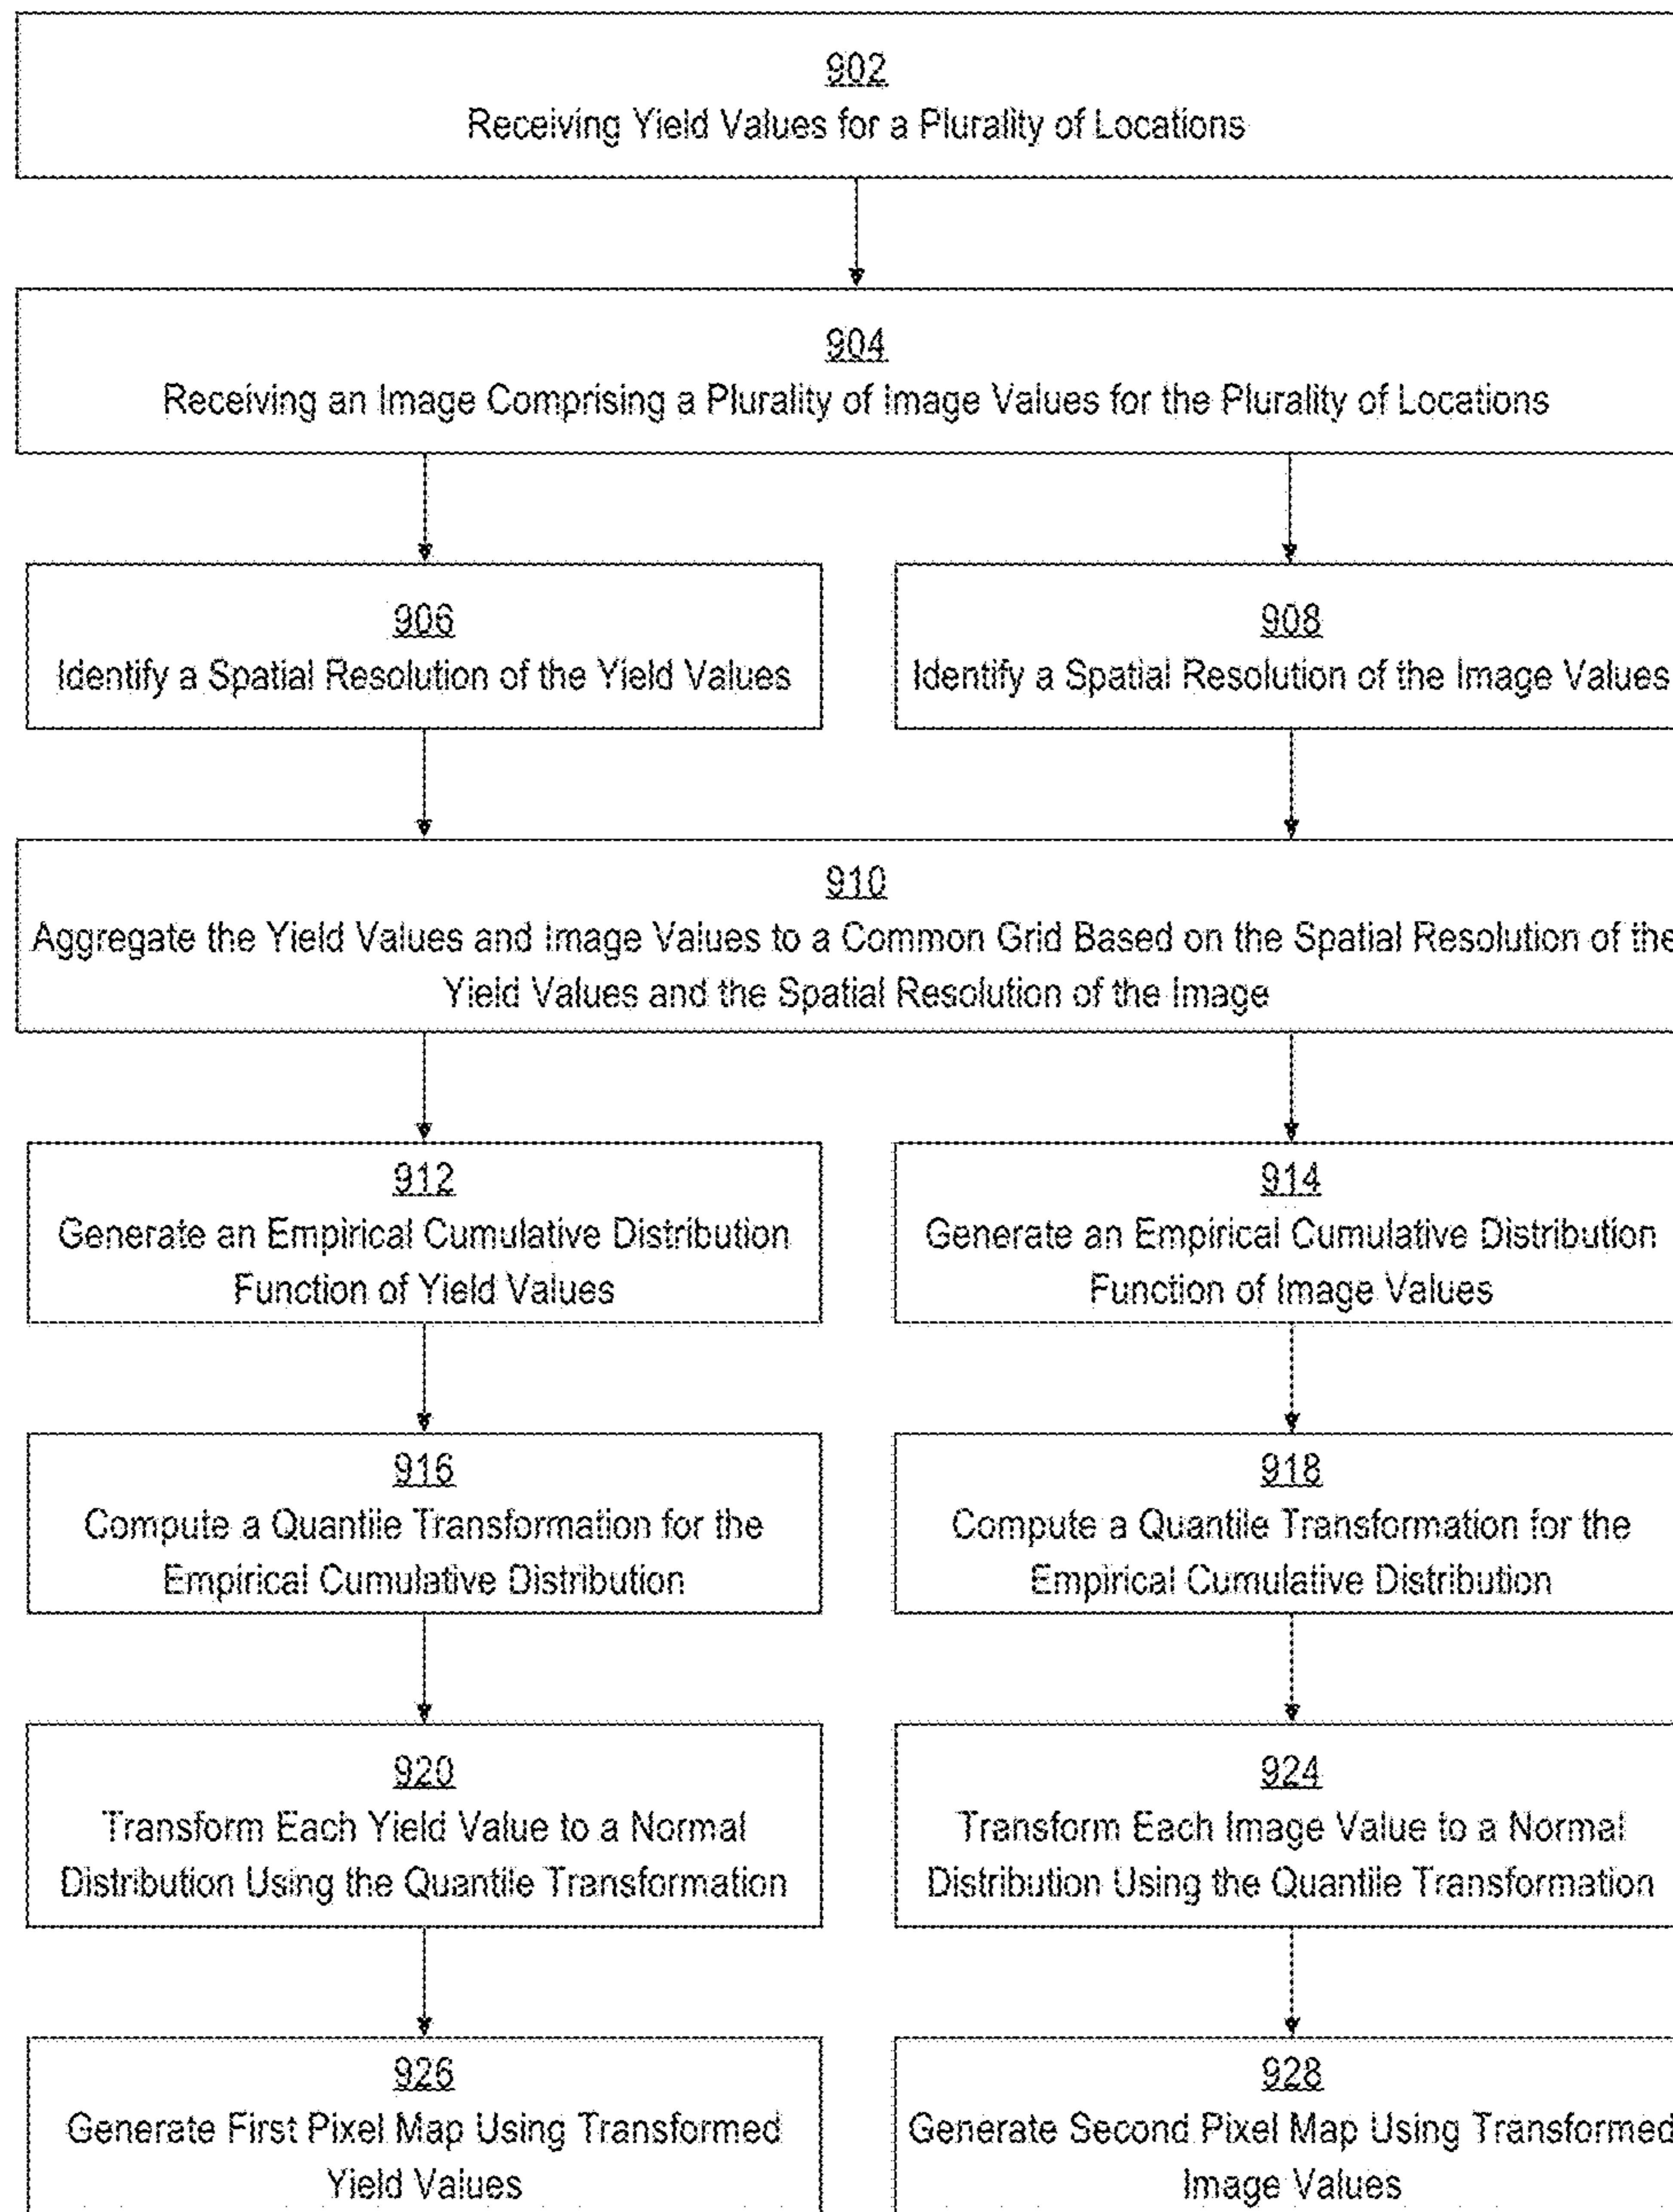 902
Receiving Yield Values for a Plurality of Locations
904
Receiving an Image Comprising a Plurality of Image Values for the Plurality of Locations
906
Identify a Spatial Resolution of the Yield Values
908
Identify a Spatial Resolution of the Image Values
910
Aggregate the Yield Values and Image Values to a Common Grid Based on the Spatial Resolution of the
Yield Values and the Spatial Resolution of the Image
912
Generate an Empirical Cumulative Distribution
Function of Yield Values
914
Generate an Empirical Cumulative Distribution
Function of Image Values
916
Compute a Quantile Transformation for the
Empirical Cumulative Distribution
918
Compute a Quantile Transformation for the
Empirical Cumulative Distribution
920
Transform Each Yield Value to a Normal
Distribution Using the Quantile Transformation
924
Transform Each Image Value to a Normal
Distribution Using the Quantile Transformation
926
Generate First Pixel Map Using Transformed
Yield Values
928
Generate Second Pixel Map Using Transformed
Image Values